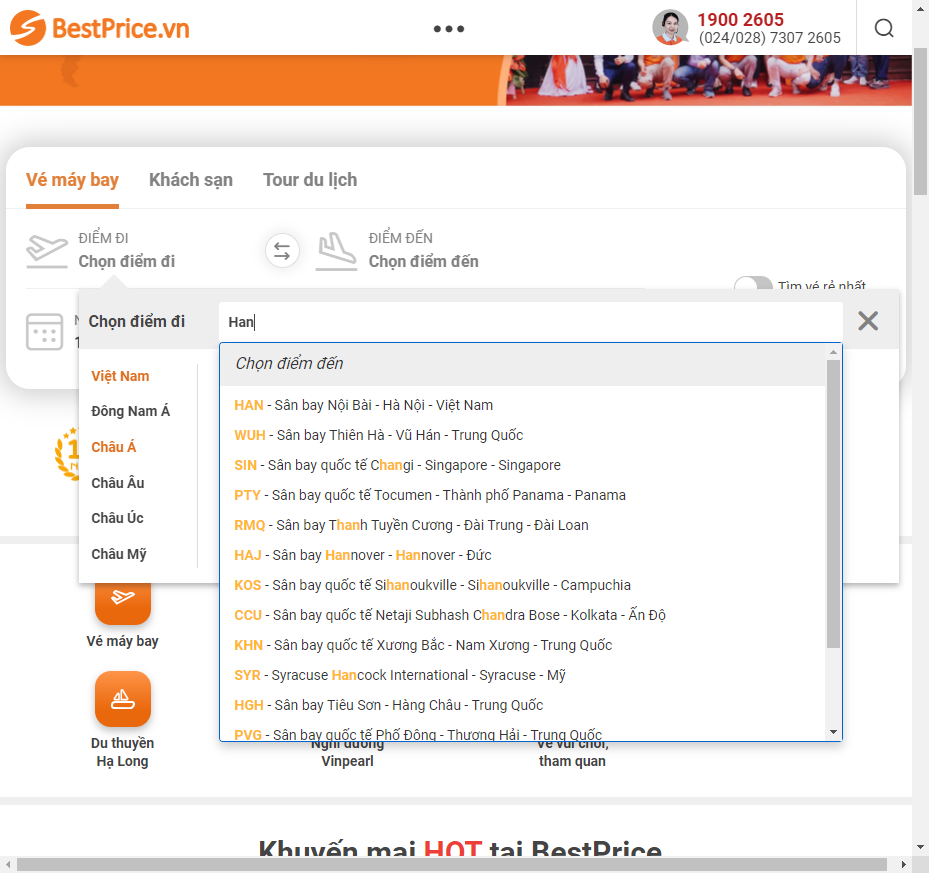 BestPrice.vn
1900 2605
(024/028) 7307 2605
Vé máy bay
Khách sạn
Tour du lịch
ĐIỂM ĐI
Chọn điểm đi
ĐIỂM ĐẾN
Chọn điểm đến
Tìm vé rẻ nhất
Chọn điểm đi
Han
Việt Nam
Đông Nam Á
Châu Á
Châu Âu
Châu Úc
Châu Mỹ
Chọn điểm đến
HAN - Sân bay Nội Bài - Hà Nội - Việt Nam
WUH - Sân bay Thiên Hà - Vũ Hán - Trung Quốc
SIN - Sân bay quốc tế Changi - Singapore - Singapore
PTY - Sân bay quốc tế Tocumen - Thành phố Panama - Panama
RMQ - Sân bay Thanh Tuyền Cương - Đài Trung - Đài Loan
HAJ - Sân bay Hannover - Hannover - Đức
KOS - Sân bay quốc tế Sihanoukville - Sihanoukville - Campuchia
CCU - Sân bay quốc tế Netaji Subhash Chandra Bose - Kolkata - Ấn Độ
KHN - Sân bay quốc tế Xương Bắc - Nam Xương - Trung Quốc
SYR - Syracuse Hancock International - Syracuse - Mỹ
HGH - Sân bay Tiêu Sơn - Hàng Châu - Trung Quốc
PVG - Sân bay quốc tế Phố Đông - Thượng Hải - Trung Quốc
Vé máy bay
Du thuyền
Hạ Long
Nghỉ dưỡng
Vinpearl
Vé vui chơi,
tham quan
Khuyến mại HOT tại BestPrice